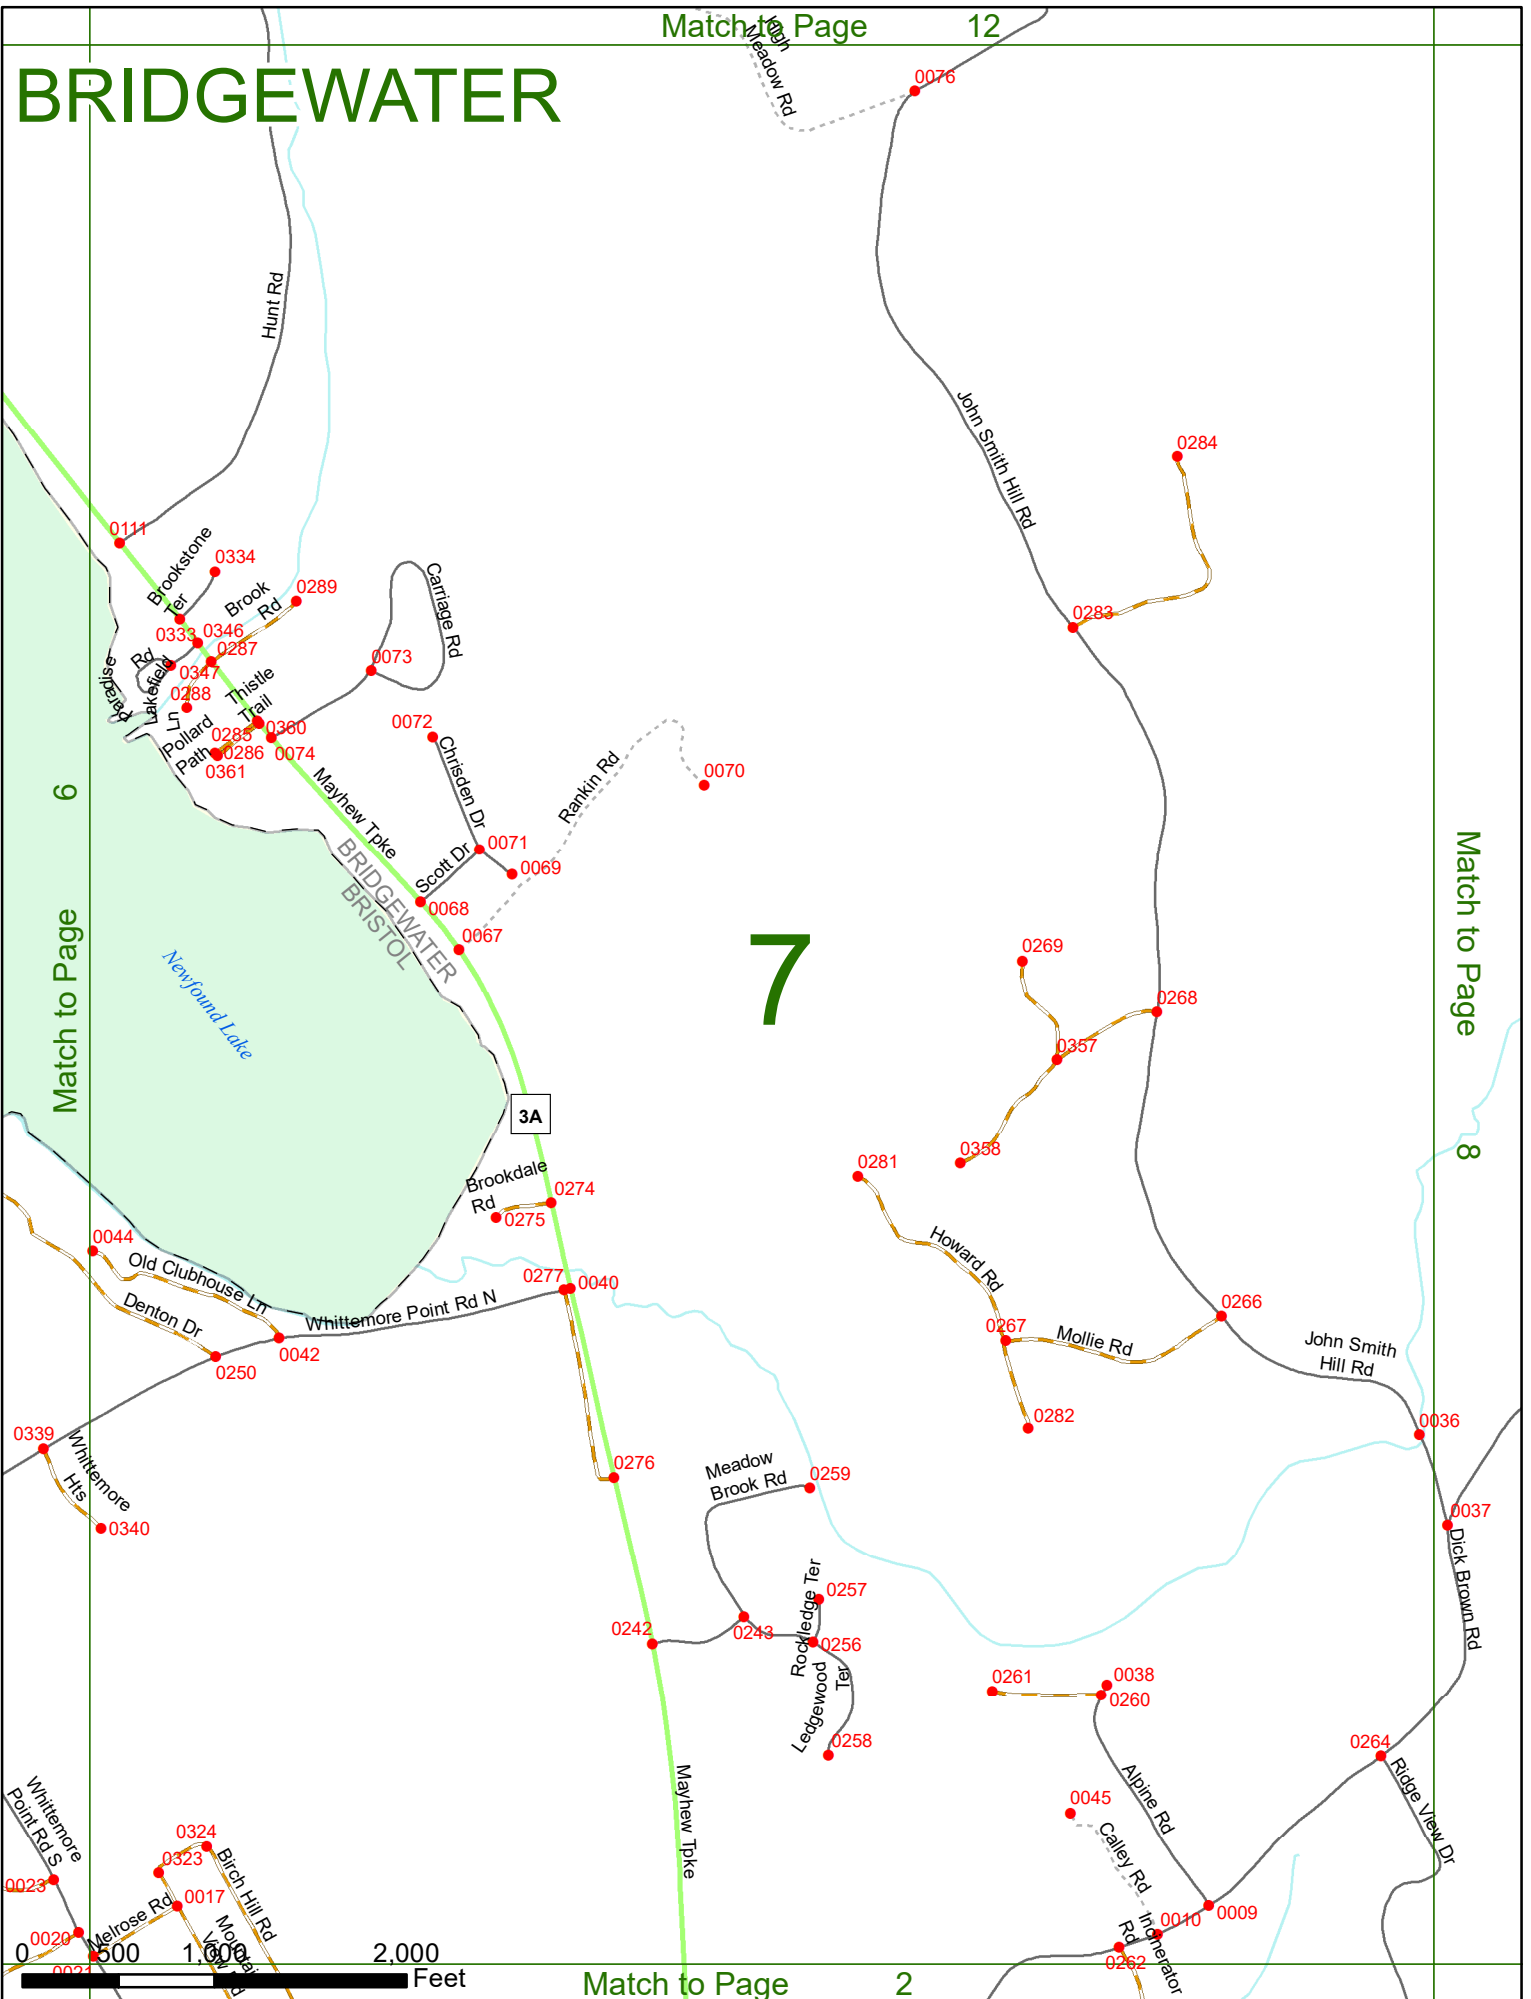 Match to Page 12
BRIDGEWATER
High
Meadow Rd
0076
Hunt Rd
John Smith Hill Rd
0284
0111
Brookstone
Ter
0334
Brook
Rd
0289
Carriage Rd
0283
0333
0346
0287
Rd
0347
0073
Paradise
Lakefield
Ln
0288
Thistle
Trail
Pollard
Path
0285
0286
0361
0360
0074
0072
Chrisden Dr
Rankin Rd
0070
Mayhew Tpke
6
Match to Page
0071
Scott Dr
0069
0068
0067
BRIDGEWATER
BRISTOL
Newfound Lake
7
Match to Page
8
0269
0268
0357
3A
0358
0281
Brookdale
Rd
0274
0275
0044
Old Clubhouse Ln
Denton Dr
Whittemore Point Rd N
0277
0040
0042
0250
Howard Rd
0267
Mollie Rd
0266
John Smith
Hill Rd
0282
0036
0339
Whittemore
Hts
0340
0276
Meadow
Brook Rd
0259
0037
Dick Brown Rd
Rockledge Ter
0257
0242
0243
0256
Ledgewood
Ter
0258
0261
0038
0260
0264
Ridge View Dr
Alpine Rd
0045
Calley Rd
Mayhew Tpke
Whittemore
Point Rd S
0324
0323
Birch Hill Rd
0023
0017
Melrose Rd
Mountain
View Rd
0020
0021
0009
0010
Incinerator
Rd
0262
0 500 1,000 2,000
Feet
Match to Page 2